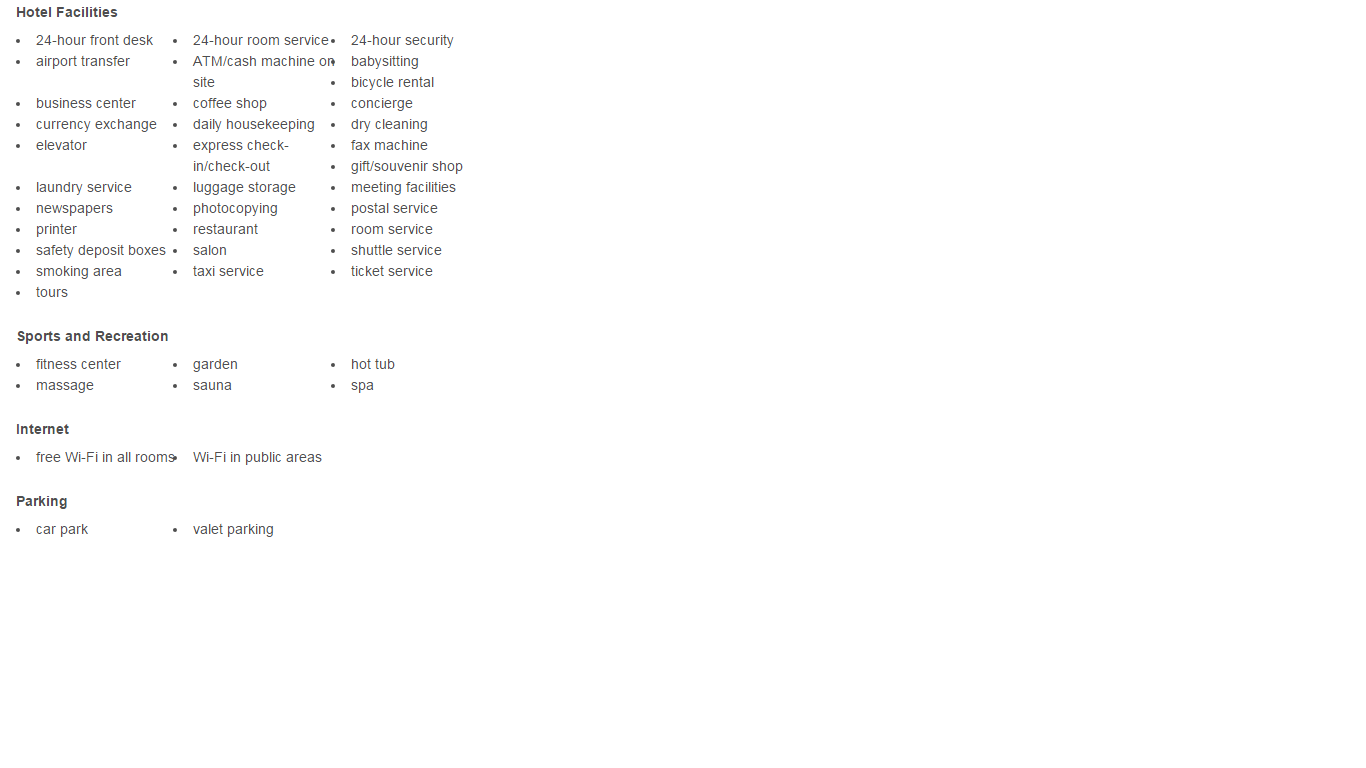 Hotel Facilities
24-hour front desk
24-hour room service
24-hour security
airport transfer
ATM/cash machine on
site
babysitting
bicycle rental
business center
coffee shop
concierge
currency exchange
daily housekeeping
dry cleaning
elevator
express check-
in/check-out
fax machine
gift/souvenir shop
laundry service
luggage storage
meeting facilities
newspapers
photocopying
postal service
printer
restaurant
room service
safety deposit boxes
salon
shuttle service
smoking area
taxi service
ticket service
tours
Sports and Recreation
fitness center
garden
hot tub
massage
sauna
spa
Internet
free Wi-Fi in all rooms
Wi-Fi in public areas
Parking
car park
valet parking